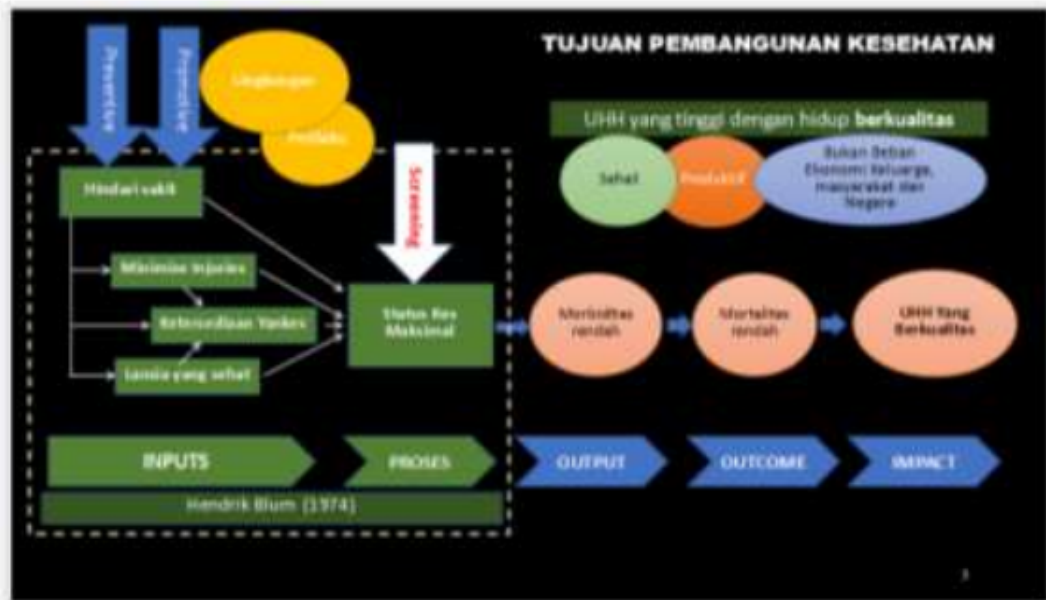 TUJUAN PEMBANGUNAN KESEHATAN
Preventive
Promotive
Lingkungan
Perilaku
UHH yang tinggi dengan hidup berkualitas
Sehat
Produktif
Bukan Beban
Ekonomi Keluarga,
masyarakat dan
Negara
Hindari sakit
Screening
Minimize Injuries
Ketersediaan Yankes
Lansia yang sehat
Status Kes
Maksimal
rendah
Mortalitas
rendah
UHH Yang
Berkualitas
INPUTS
PROSES
OUTPUT
OUTCOME
IMPACT
Hendrik Blum (1974)
3